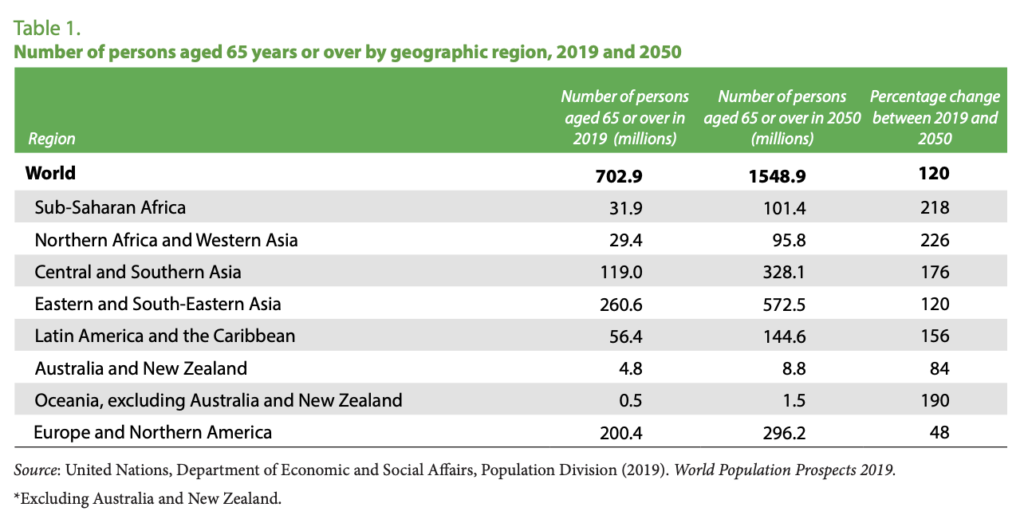 Table 1.
Number of persons aged 65 years or over by geographic region, 2019 and 2050
Region Number of persons aged 65 or over in 2019 (millions) Number of persons aged 65 or over in 2050 (millions) Percentage change between 2019 and 2050
World 702.9 1548.9 120
Sub-Saharan Africa 31.9 101.4 218
Northern Africa and Western Asia 29.4 95.8 226
Central and Southern Asia 119.0 328.1 176
Eastern and South-Eastern Asia 260.6 572.5 120
Latin America and the Caribbean 56.4 144.6 156
Australia and New Zealand 4.8 8.8 84
Oceania, excluding Australia and New Zealand 0.5 1.5 190
Europe and Northern America 200.4 296.2 48
Source: United Nations, Department of Economic and Social Affairs, Population Division (2019). World Population Prospects 2019.
*Excluding Australia and New Zealand.